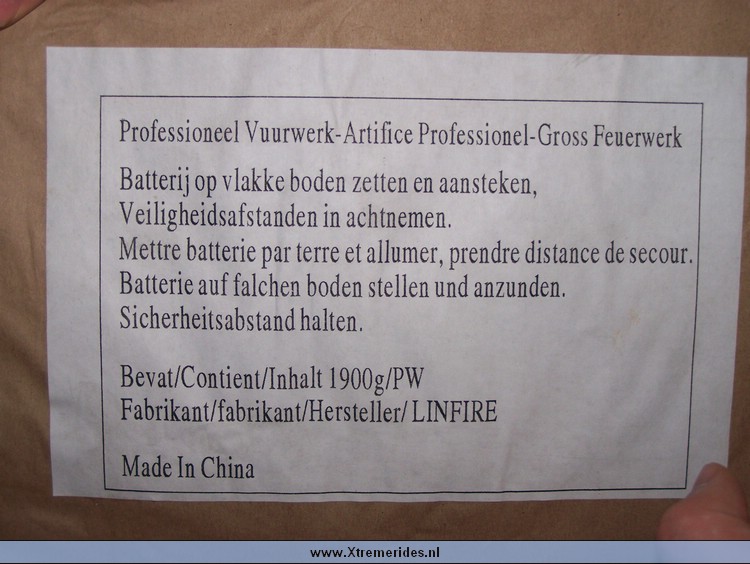 Professioneel Vuurwerk-Artifice Professionel-Gross Feuerwerk
Batterij op vlakke boden zetten en aansteken,
Veiligheidsafstanden in achtnemen.
Mettre batterie par terre et allumer, prendre distance de secour.
Batterie auf falchen boden stellen und anzunden.
Sicherheitsabstand halten.
Bevat/Contient/Inhalt 1900g/PW
Fabrikant/fabrikant/Hersteller/ LINFIRE
Made In China
www.Xtremerides.nl